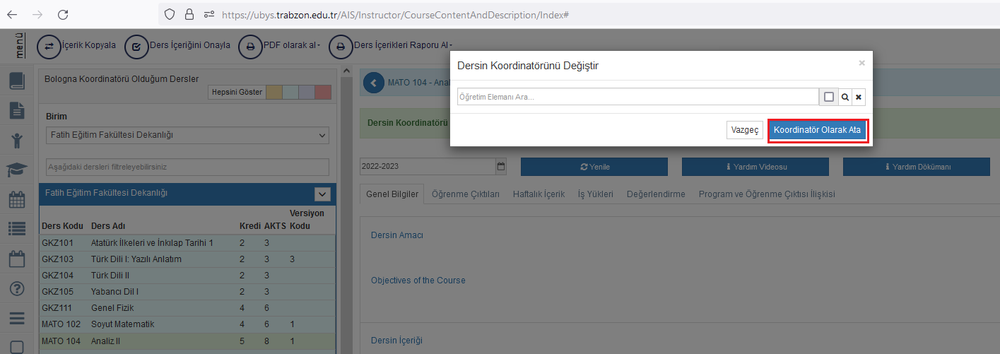 https://ubys.trabzon.edu.tr/AIS/Instructor/CourseContentAndDescription/Index#
menü
İçerik Kopyala
Ders İçeriğini Onayla
PDF olarak al
Ders İçerikleri Raporu Al
Bologna Koordinatörü Olduğum Dersler
Hepsini Göster
Birim
Fatih Eğitim Fakültesi Dekanlığı
Aşağıdaki dersleri filtreleyebilirsiniz
Fatih Eğitim Fakültesi Dekanlığı
Ders Kodu Ders Adı Kredi AKTS Versiyon Kodu
GKZ101 Atatürk İlkeleri ve İnkılap Tarihi 1 2 3
GKZ103 Türk Dili I: Yazılı Anlatım 2 3 3
GKZ104 Türk Dili II 2 3
GKZ105 Yabancı Dil I 2 3
GKZ111 Genel Fizik 4 6
MATO 102 Soyut Matematik 4 6 1
MATO 104 Analiz II 5 8 1
MATO 104 - Anal
Dersin Koordinatörünü Değiştir
×
Öğretim Elemanı Ara...
Vazgeç
Koordinatör Olarak Ata
Dersin Koordinatörü
2022-2023
Yenile
Yardım Videosu
Yardım Dökümanı
Genel Bilgiler Öğrenme Çıktıları Haftalık İçerik İş Yükleri Değerlendirme Program ve Öğrenme Çıktısı İlişkisi
Dersin Amacı
Objectives of the Course
Dersin İçeriği